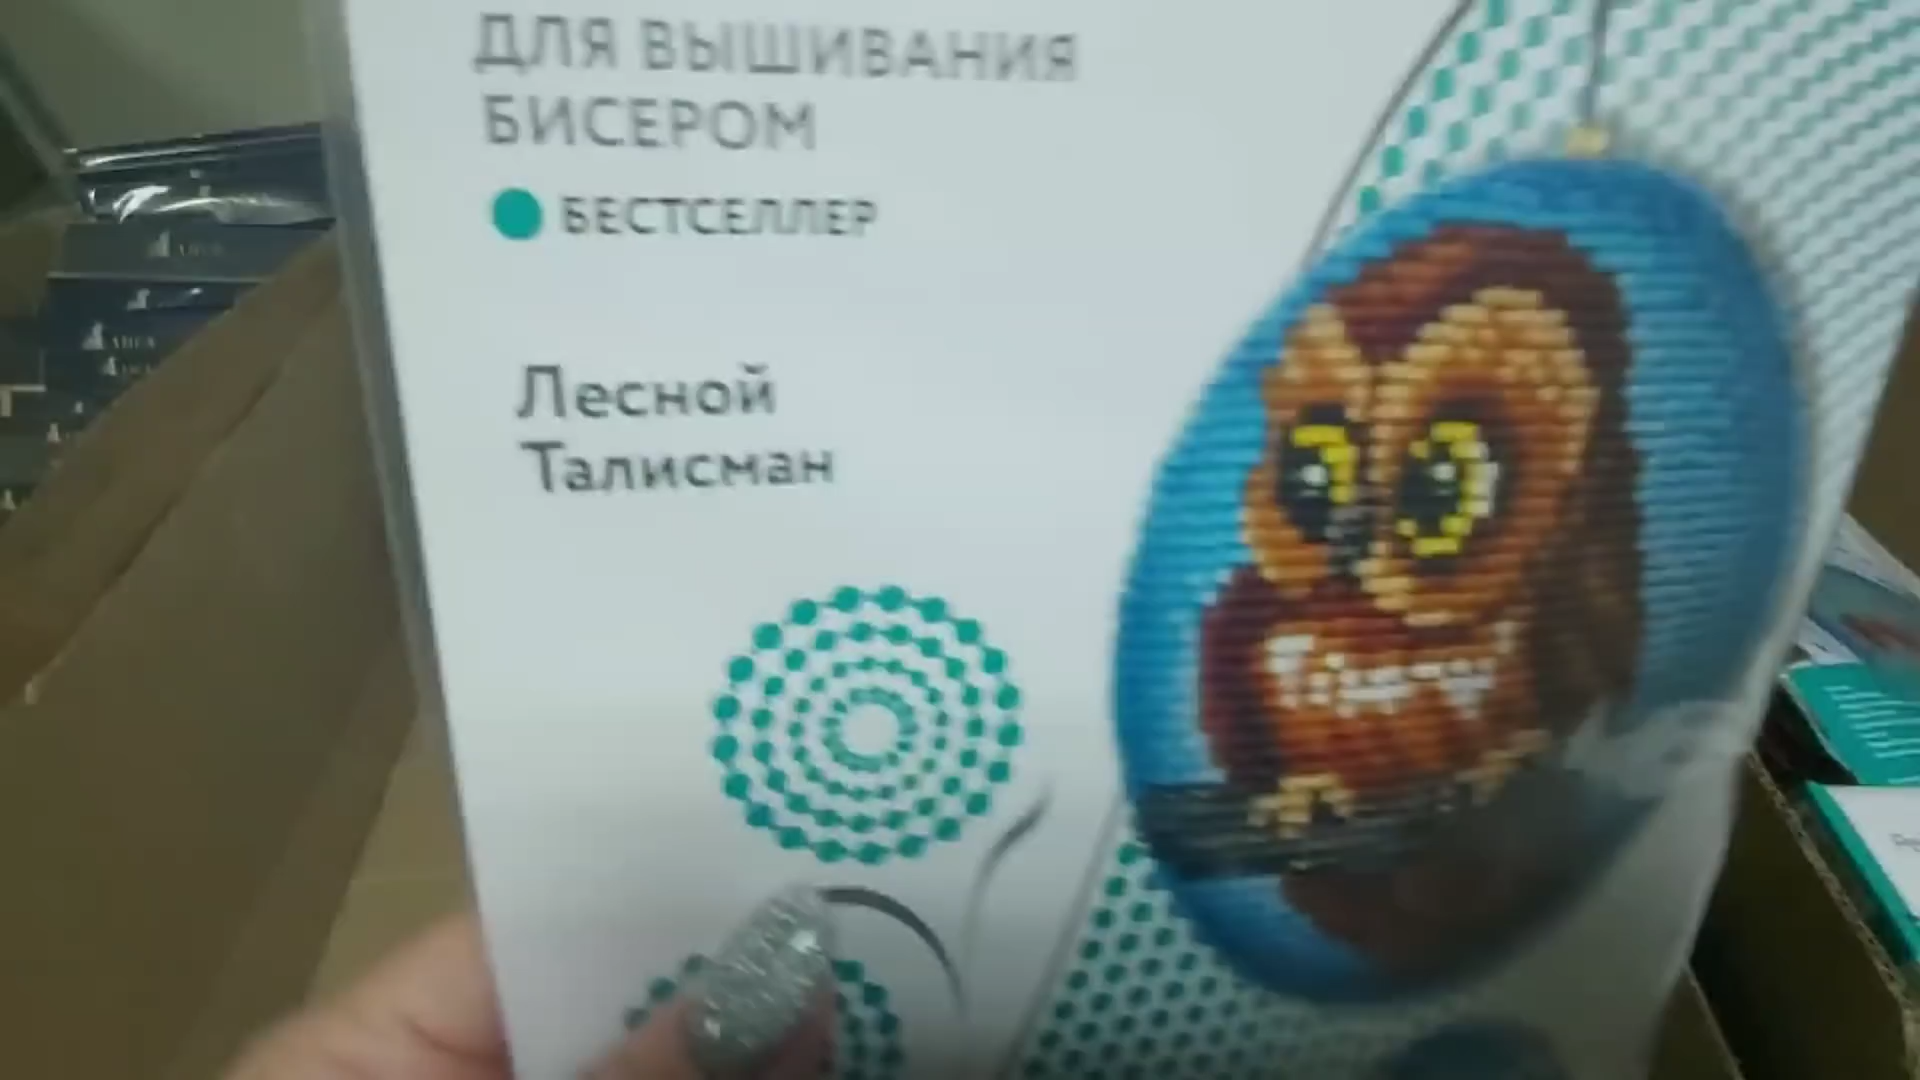 ДЛЯ ВЫШИВАНИЯ
БИСЕРОМ
БЕСТСЕЛЛЕР
Лесной
Талисман